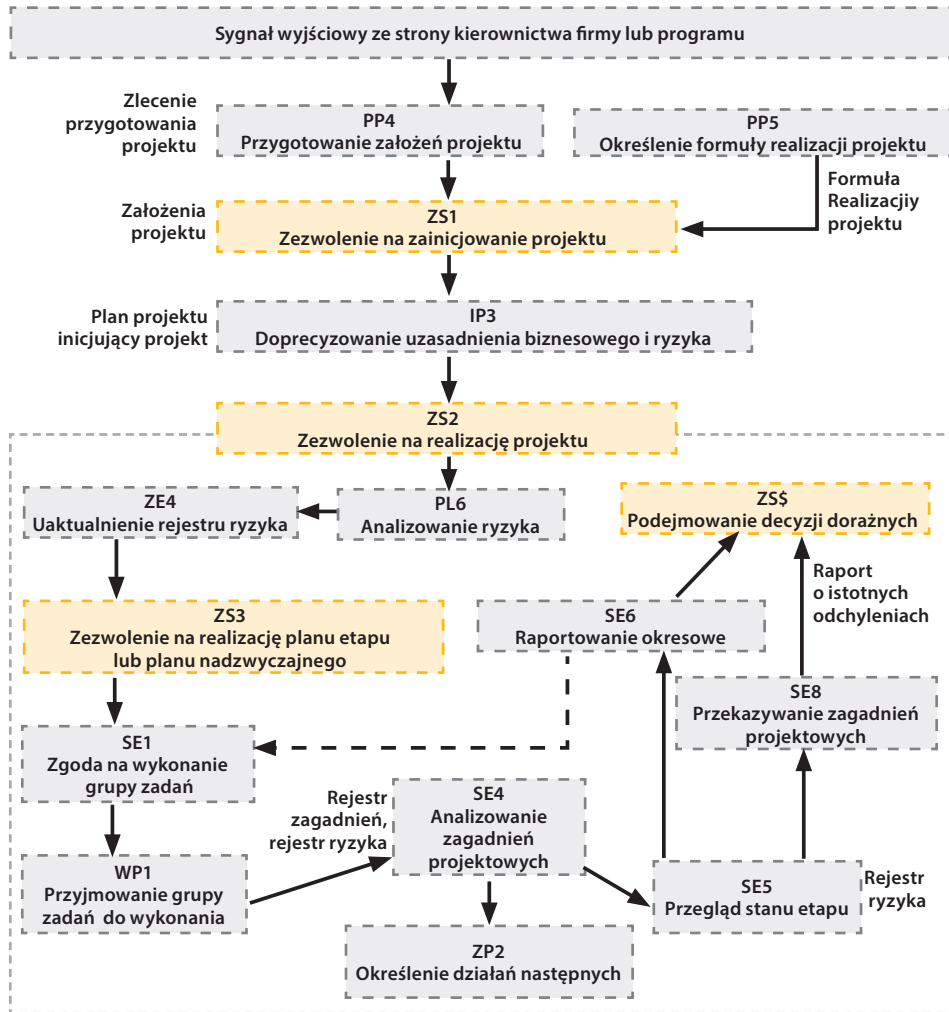 Sygnał wyjściowy ze strony kierownictwa firmy lub programu
Zlecenie
przygotowania
projektu
PP4
Przygotowanie założeń projektu
PP5
Określenie formuły realizacji projektu
Formuła
Realizacjiy
projektu
Założenia
projektu
ZS1
Zezwolenie na zainicjowanie projektu
Plan projektu
inicjujący projekt
IP3
Doprecyzowanie uzasadnienia biznesowego i ryzyka
ZS2
Zezwolenie na realizację projektu
ZE4
Uaktualnienie rejestru ryzyka
PL6
Analizowanie ryzyka
ZS$
Podejmowanie decyzji dorażnych
Raport
o istotnych
odchyleniach
ZS3
Zezwolenie na realizację planu etapu
lub planu nadzwyczajnego
SE6
Raportowanie okresowe
SE8
Przekazywanie zagadnień
projektowych
SE1
Zgoda na wykonanie
grupy zadań
Rejestr
zagadnień,
rejestr ryzyka
SE4
Analizowanie
zagadnień
projektowych
WP1
Przyjmowanie grupy
zadań do wykonania
SE5
Przegląd stanu etapu
Rejestr
ryzyka
ZP2
Określenie działań następnych